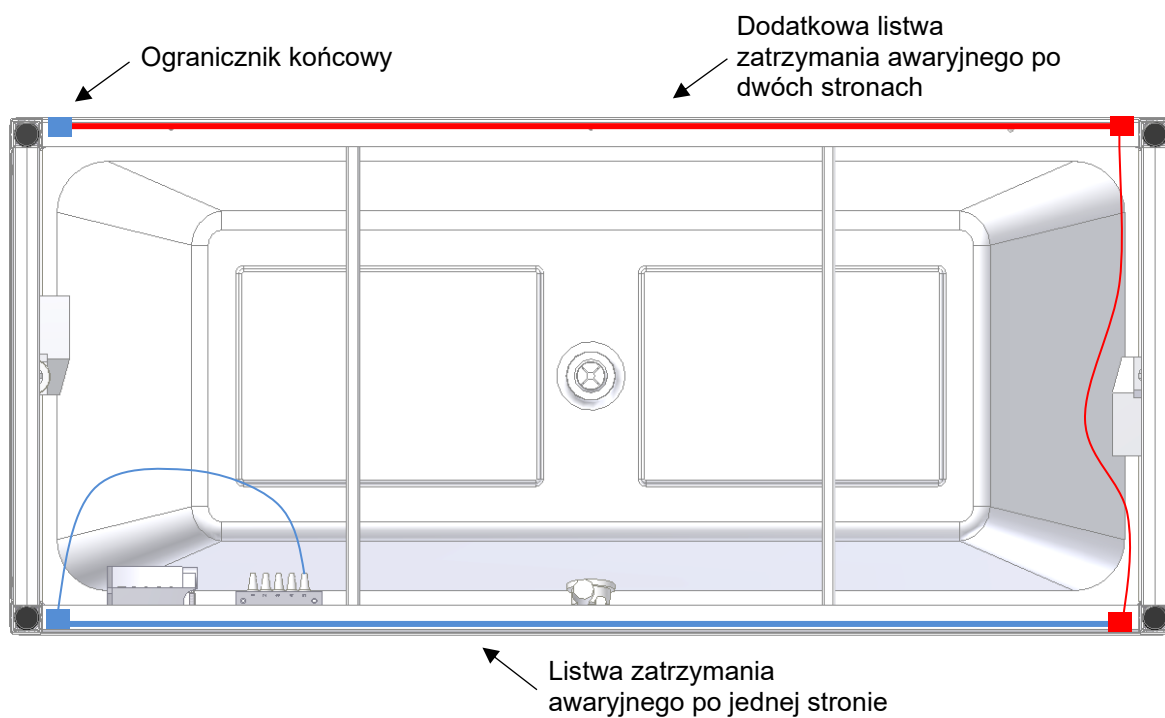 Dodatkowa listwa
zatrzymania awaryjnego po
dwóch stronach
Ogranicznik końcowy
Listwa zatrzymania
awaryjnego po jednej stronie